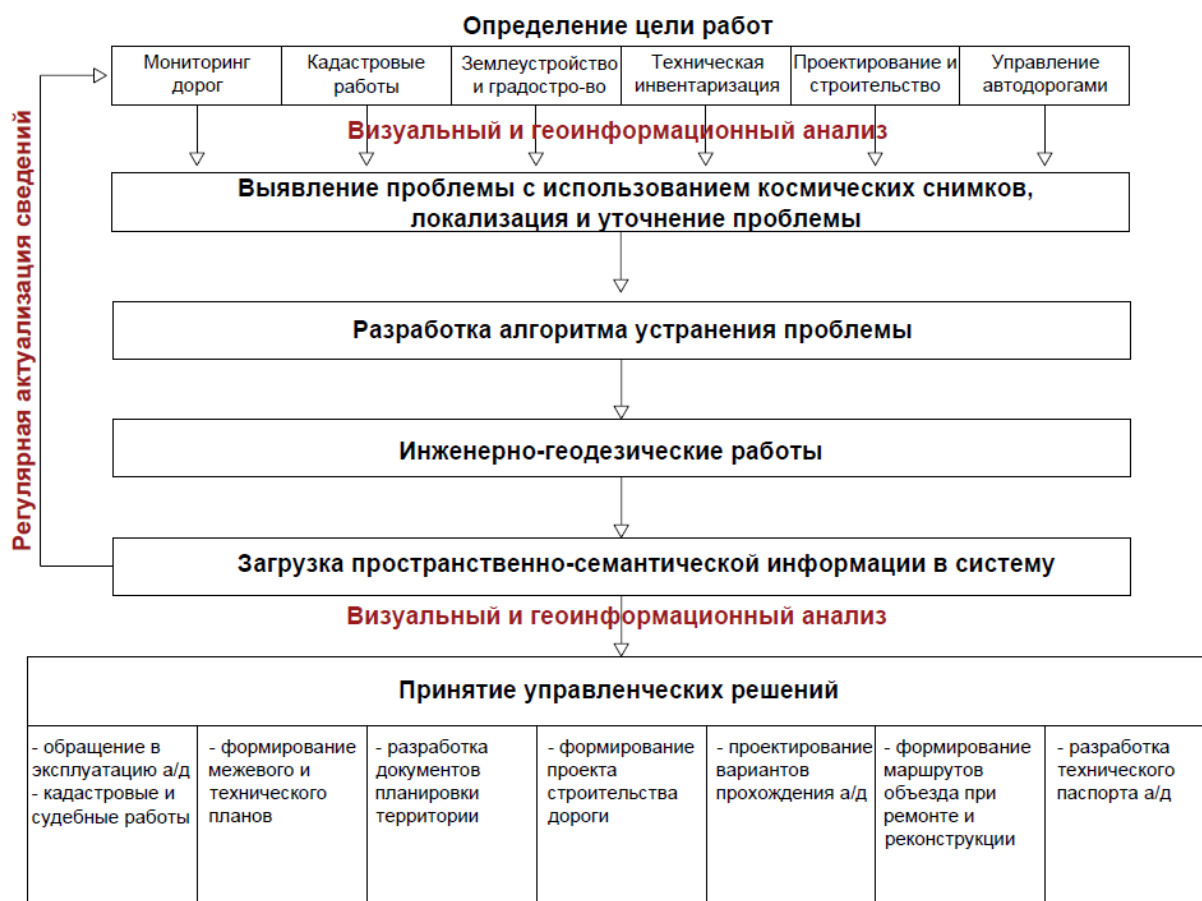 Определение цели работ
Мониторинг
дорог
Кадастровые
работы
Землеустройство
и градостро-во
Техническая
инвентаризация
Проектирование и
строительство
Управление
автодорогами
Визуальный и геоинформационный анализ
Выявление проблемы с использованием космических снимков,
локализация и уточнение проблемы
Разработка алгоритма устранения проблемы
Инженерно-геодезические работы
Загрузка пространственно-семантической информации в систему
Регулярная актуализация сведений
Визуальный и геоинформационный анализ
Принятие управленческих решений
- обращение в
эксплуатацию а/д
- кадастровые и
судебные работы
- формирование
межевого и
технического
планов
- разработка
документов
планировки
территории
- формирование
проекта
строительства
дороги
- проектирование
вариантов
прохождения а/д
- формирование
маршрутов
объезда при
ремонте и
реконструкции
- разработка
технического
паспорта а/д